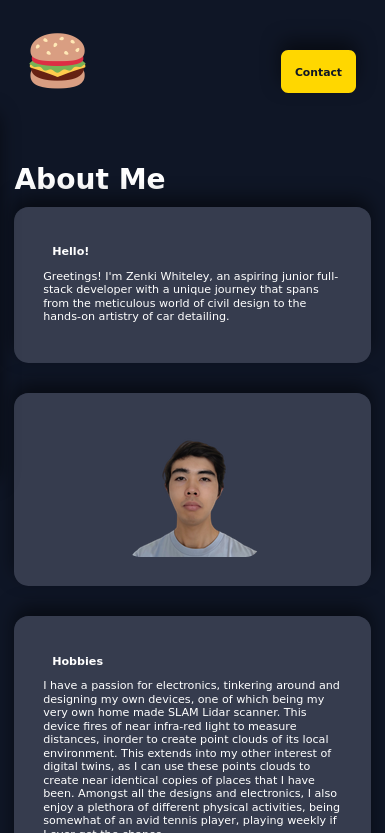 Contact
About Me
Hello!
Greetings! I'm Zenki Whiteley, an aspiring junior full-
stack developer with a unique journey that spans
from the meticulous world of civil design to the
hands-on artistry of car detailing.
Hobbies
I have a passion for electronics, tinkering around and
designing my own devices, one of which being my
very own home made SLAM Lidar scanner. This
device fires of near infra-red light to measure
distances, inorder to create point clouds of its local
environment. This extends into my other interest of
digital twins, as I can use these points clouds to
create near identical copies of places that I have
been. Amongst all the designs and electronics, I also
enjoy a plethora of different physical activities, being
somewhat of an avid tennis player, playing weekly if
I ever get the chance.